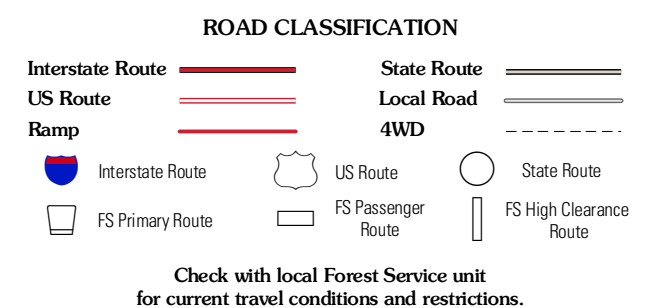 ROAD CLASSIFICATION
Interstate Route
State Route
US Route
Local Road
Ramp
4WD
Interstate Route
US Route
State Route
FS Primary Route
FS Passenger
Route
FS High Clearance
Route
Check with local Forest Service unit
for current travel conditions and restrictions.